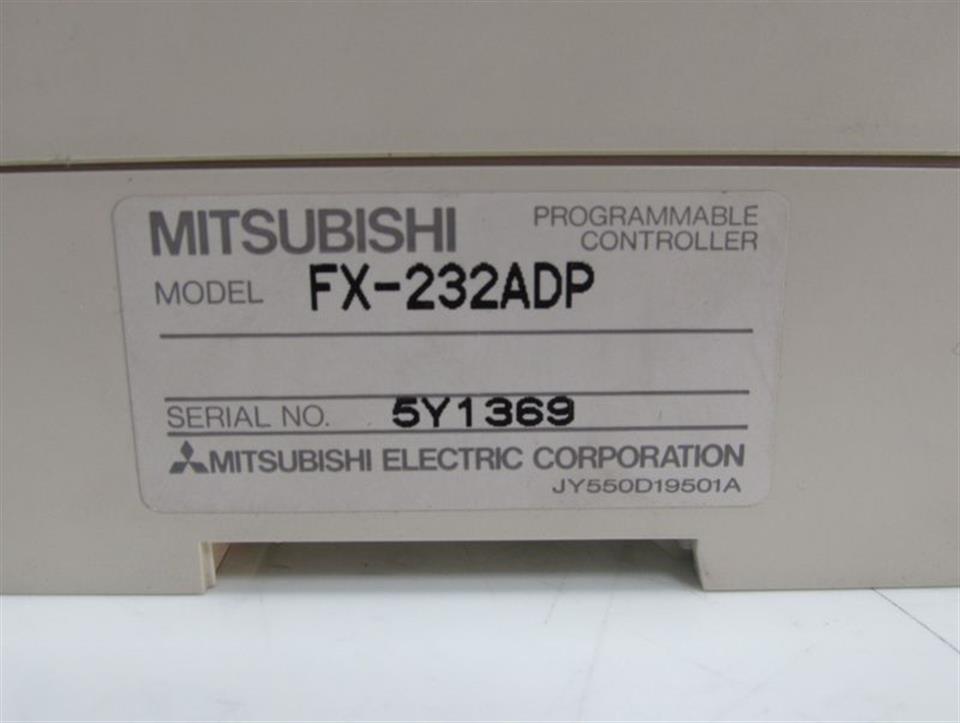 MITSUBISHI PROGRAMMABLE CONTROLLER
MODEL FX-232ADP
SERIAL NO. 5Y1369
MITSUBISHI ELECTRIC CORPORATION
JY550D19501A